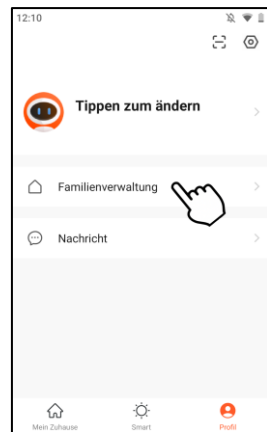 12:10
Tippen zum ändern
Familienverwaltung
Nachricht
Mein Zuhause
Smart
Profil